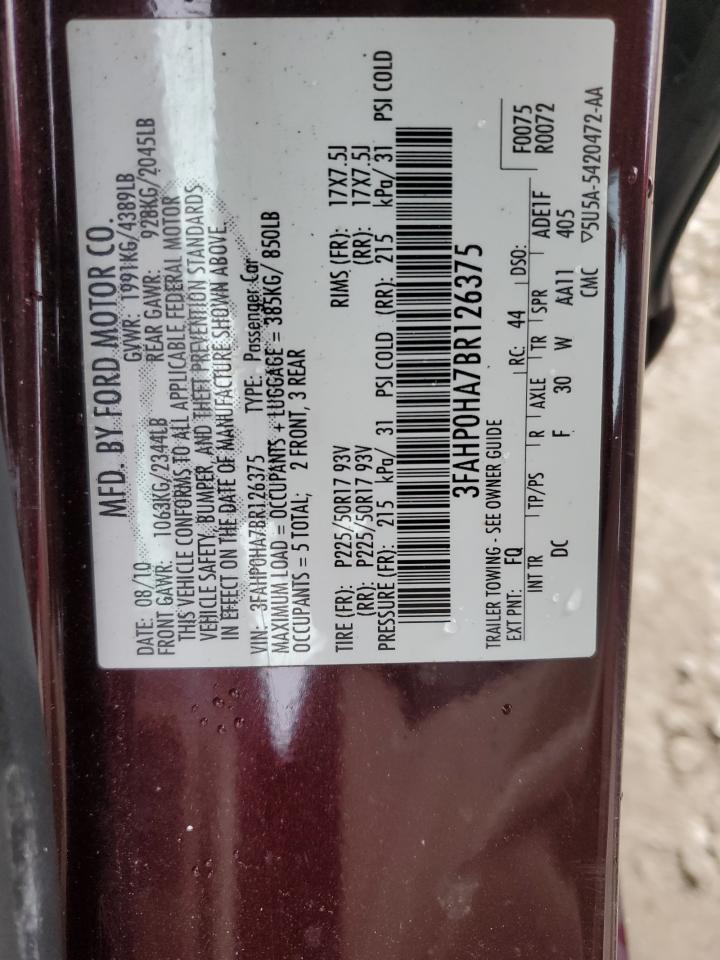 MFD. BY FORD MOTOR CO.
DATE: 08/10 GVWR: 1991KG/4389LB
FRONT GAWR: 1063KG/2344LB REAR GAWR: 928KG/2045LB
THIS VEHICLE CONFORMS TO ALL APPLICABLE FEDERAL MOTOR
VEHICLE SAFETY, BUMPER, AND THEFT PREVENTION STANDARDS
IN EFFECT ON THE DATE OF MANUFACTURE SHOWN ABOVE.
VIN: 3FAHP0HA7BR126375 TYPE: Passenger Car
MAXIMUM LOAD = OCCUPANTS + LUGGAGE = 385KG/ 850LB
OCCUPANTS = 5 TOTAL; 2 FRONT, 3 REAR
TIRE (FR): P225/50R17 93V RIMS (FR): 17X7.5J
(RR): P225/50R17 93V (RR): 17X7.5J
PRESSURE (FR): 215 kPa/ 31 PSI COLD (RR): 215 kPa/ 31 PSI COLD
3FAHP0HA7BR126375
TRAILER TOWING - SEE OWNER GUIDE F0075
EXT PNT: FQ RC: 44 DSO: R0072
INT TR TP/PS R AXLE TR SPR ADE1F
DC F 30 W AA11 405
CMC ▽5U5A-5420472-AA